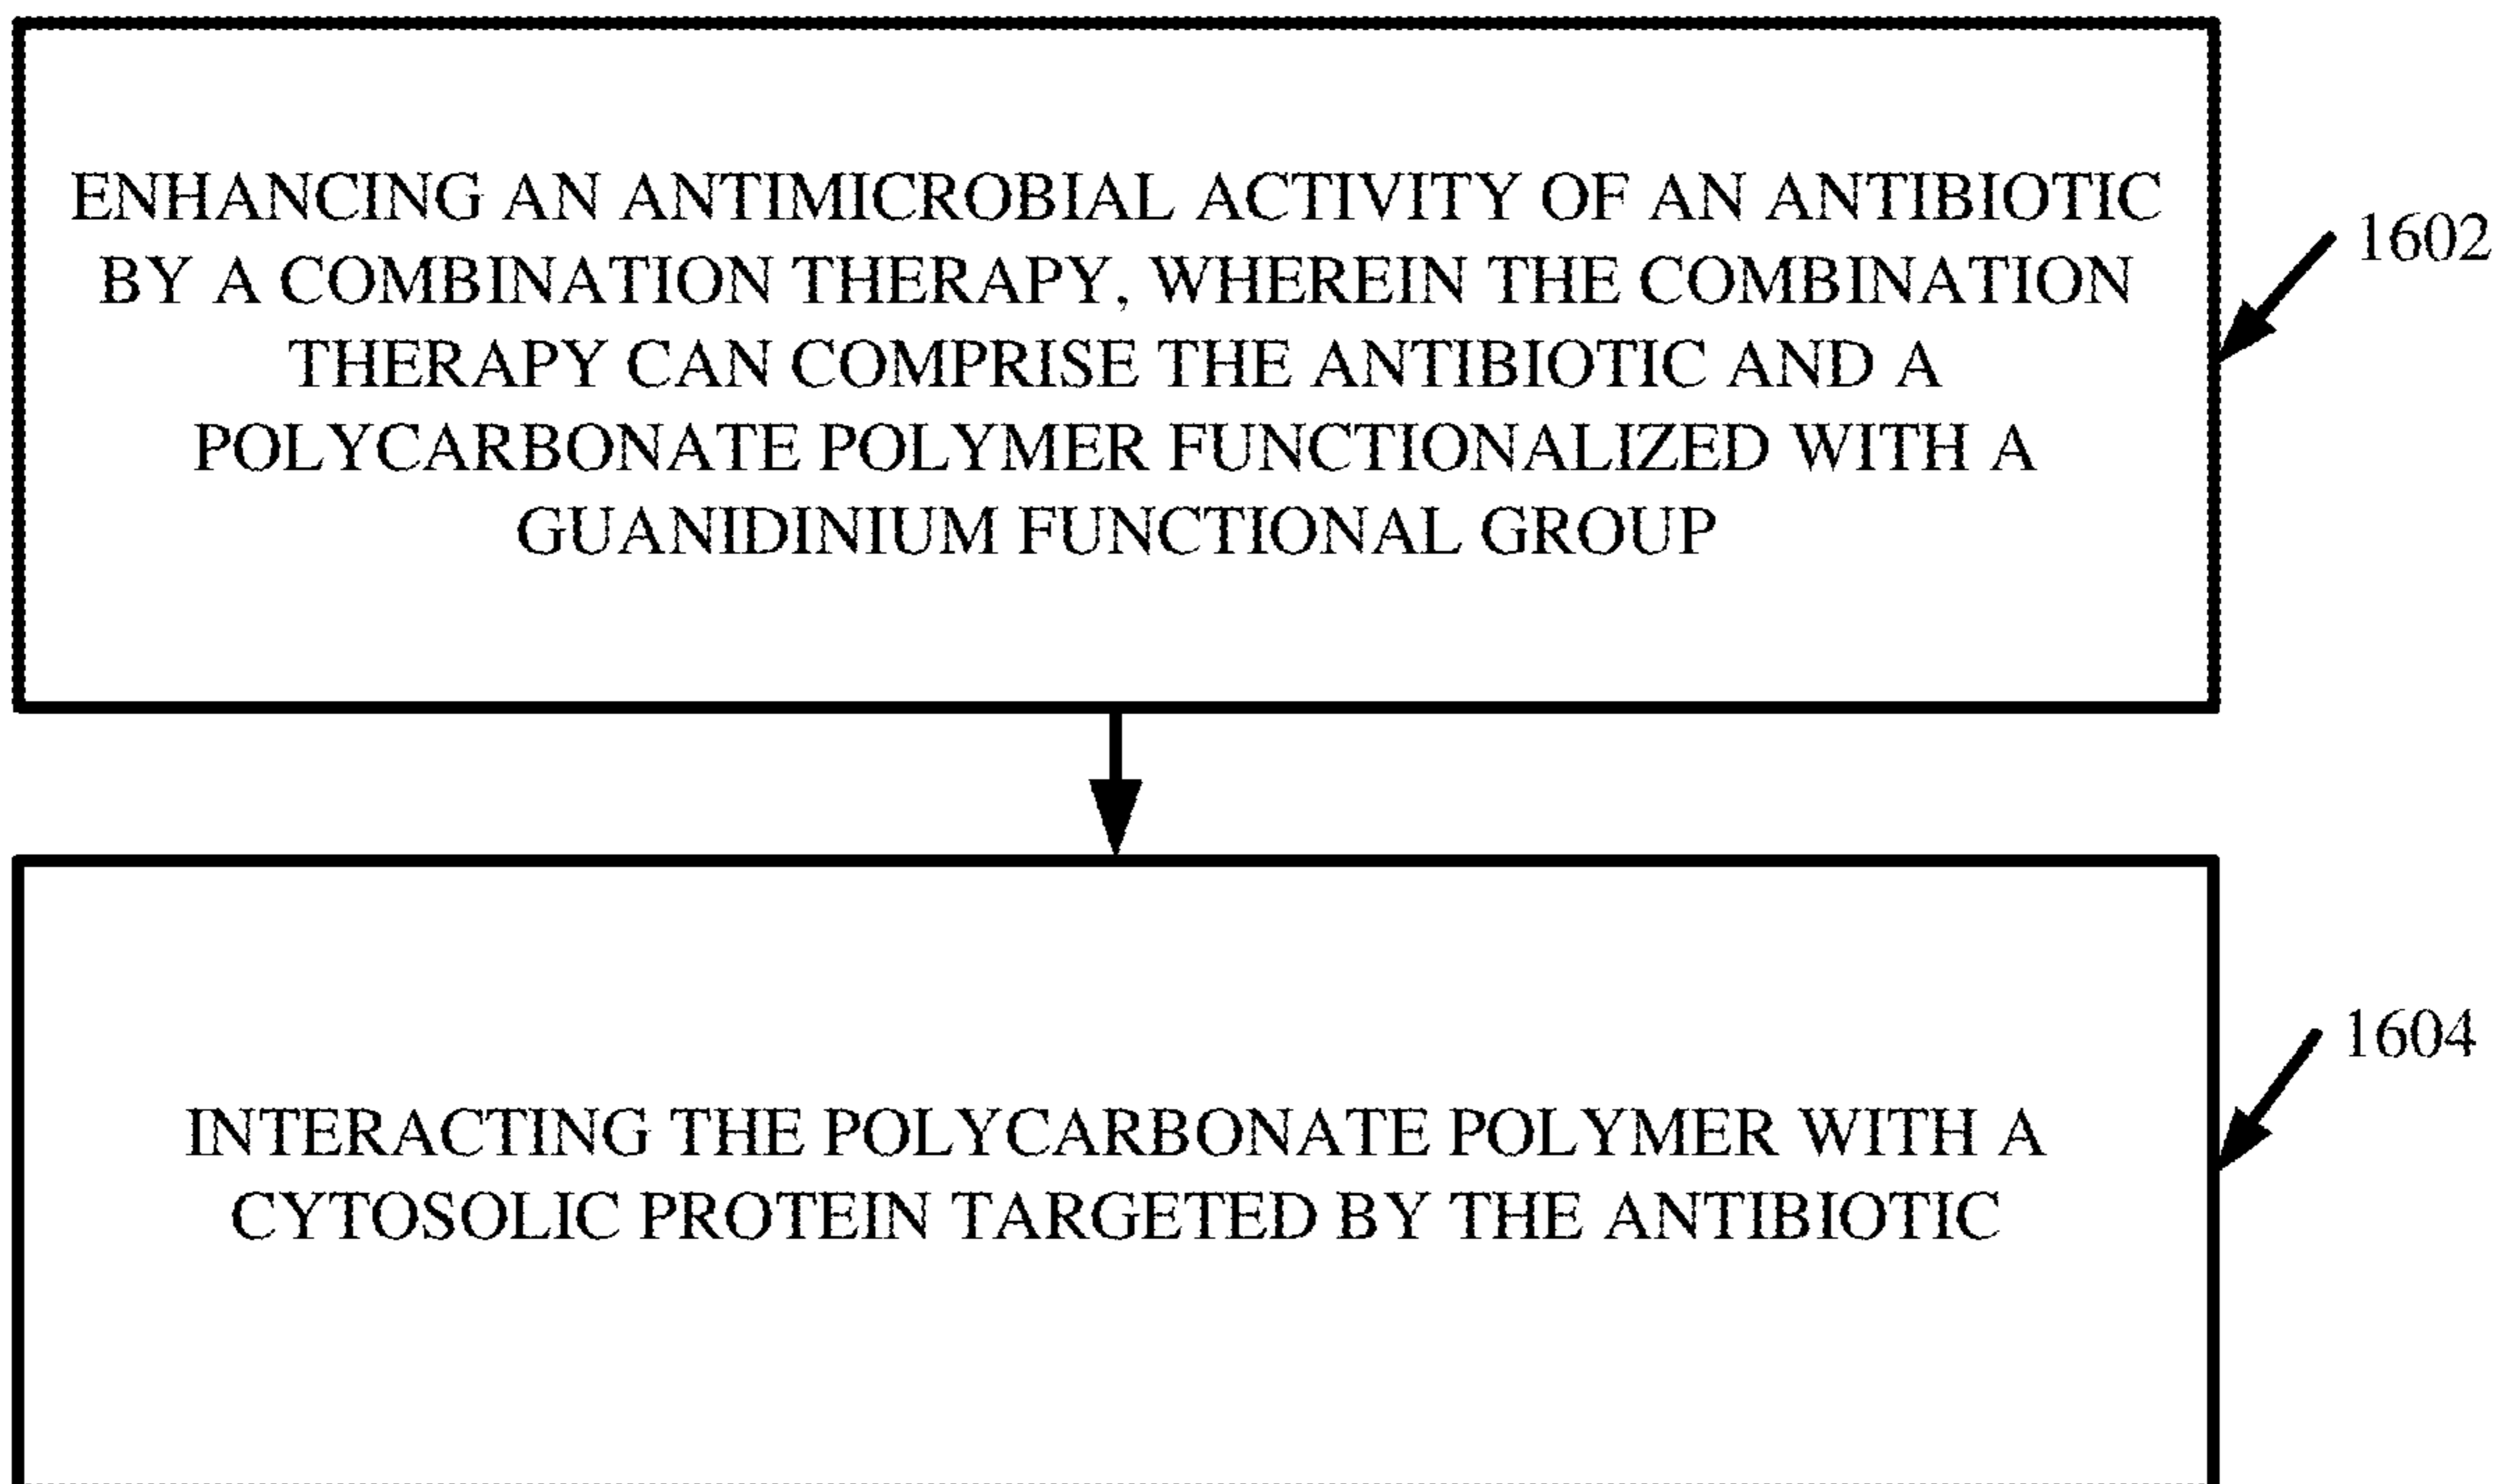 ENHANCING AN ANTIMICROBIAL ACTIVITY OF AN ANTIBIOTIC
BY A COMBINATION THERAPY, WHEREIN THE COMBINATION
THERAPY CAN COMPRISE THE ANTIBIOTIC AND A
POLYCARBONATE POLYMER FUNCTIONALIZED WITH A
GUANIDINIUM FUNCTIONAL GROUP
1602
INTERACTING THE POLYCARBONATE POLYMER WITH A
CYTOSOLIC PROTEIN TARGETED BY THE ANTIBIOTIC
1604